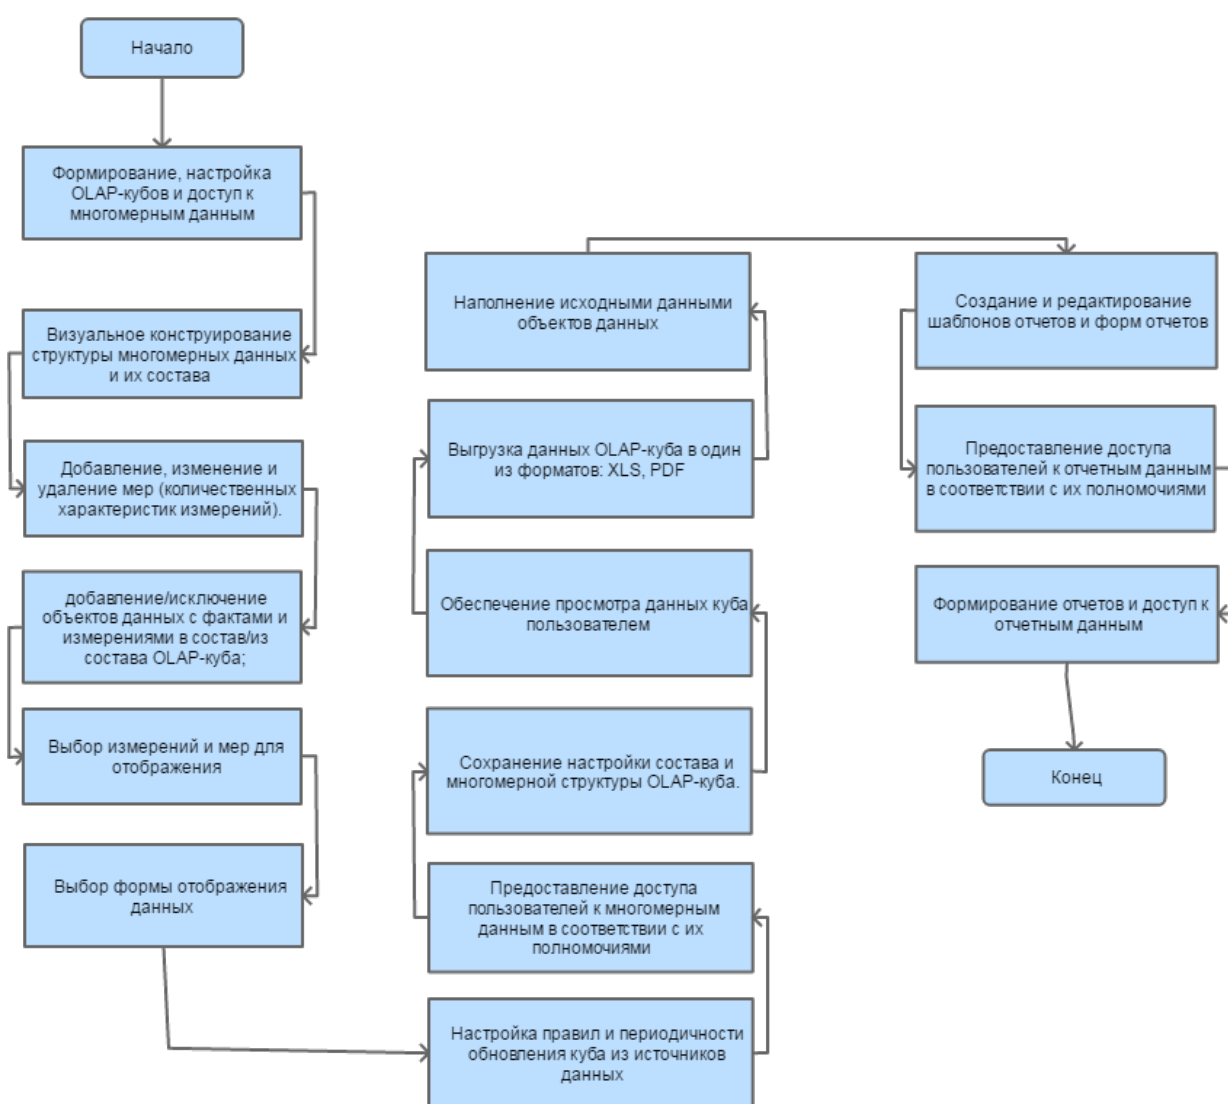 Начало
Формирование, настройка
OLAP-кубов и доступ к
многомерным данным
Визуальное конструирование
структуры многомерных данных
и их состава
Добавление, изменение и
удаление мер (количественных
характеристик измерений).
добавление/исключение
объектов данных с фактами и
измерениями в состав/из
состава OLAP-куба;
Выбор измерений и мер для
отображения
Выбор формы отображения
данных
Настройка правил и периодичности
обновления куба из источников
данных
Предоставление доступа
пользователей к многомерным
данным в соответствии с их
полномочиями
Сохранение настройки состава и
многомерной структуры OLAP-куба.
Обеспечение просмотра данных куба
пользователем
Выгрузка данных OLAP-куба в один
из форматов: XLS, PDF
Наполнение исходными данными
объектов данных
Создание и редактирование
шаблонов отчетов и форм отчетов
Предоставление доступа
пользователей к отчетным данным
в соответствии с их полномочиями
Формирование отчетов и доступ к
отчетным данным
Конец